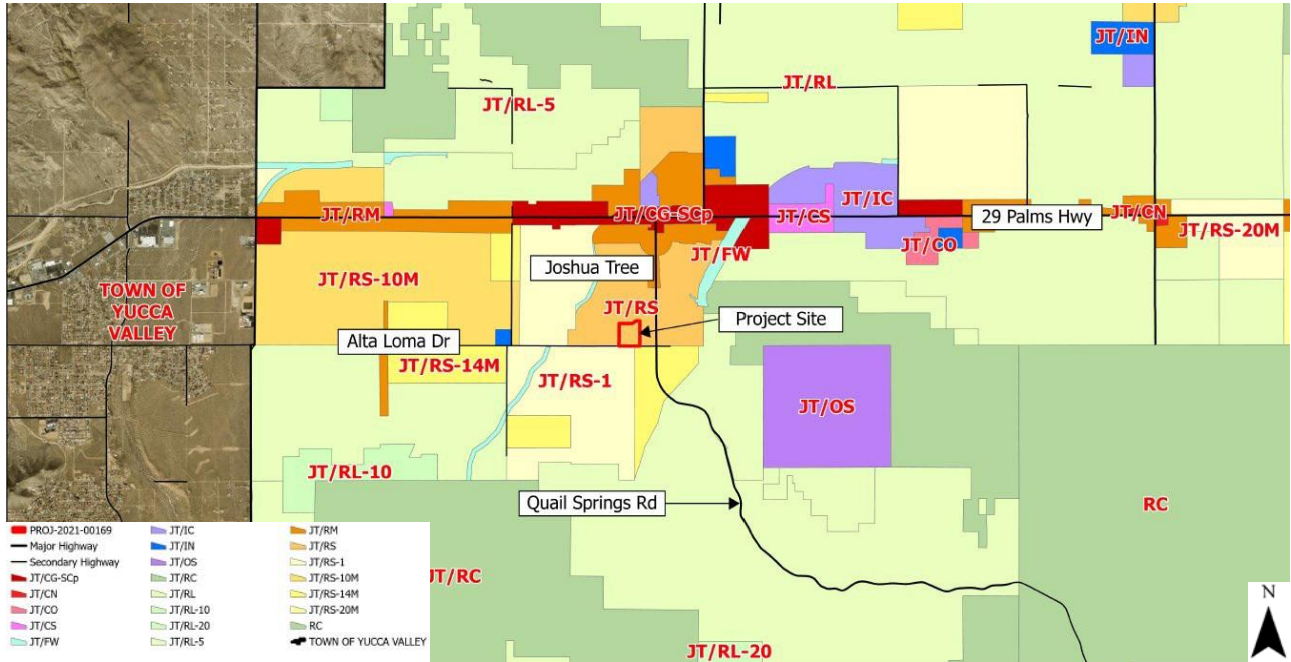 JT/IN
JT/RL
JT/RL-5
JT/IC
JT/RM
JT/CG-SCp
JT/CS
29 Palms Hwy
JT/CN
JT/RS-20M
JT/CO
JT/FW
Joshua Tree
JT/RS-10M
TOWN OF
YUCCA
VALLEY
JT/RS
Project Site
Alta Loma Dr
JT/RS-14M
JT/RS-1
JT/OS
JT/RL-10
Quail Springs Rd
RC
JT/RC
JT/RL-20
PROJ-2021-00169
Major Highway
Secondary Highway
JT/CG-SCp
JT/CN
JT/CO
JT/CS
JT/FW
JT/IC
JT/IN
JT/OS
JT/RC
JT/RL
JT/RL-10
JT/RL-20
JT/RL-5
JT/RM
JT/RS
JT/RS-1
JT/RS-10M
JT/RS-14M
JT/RS-20M
RC
TOWN OF YUCCA VALLEY
N